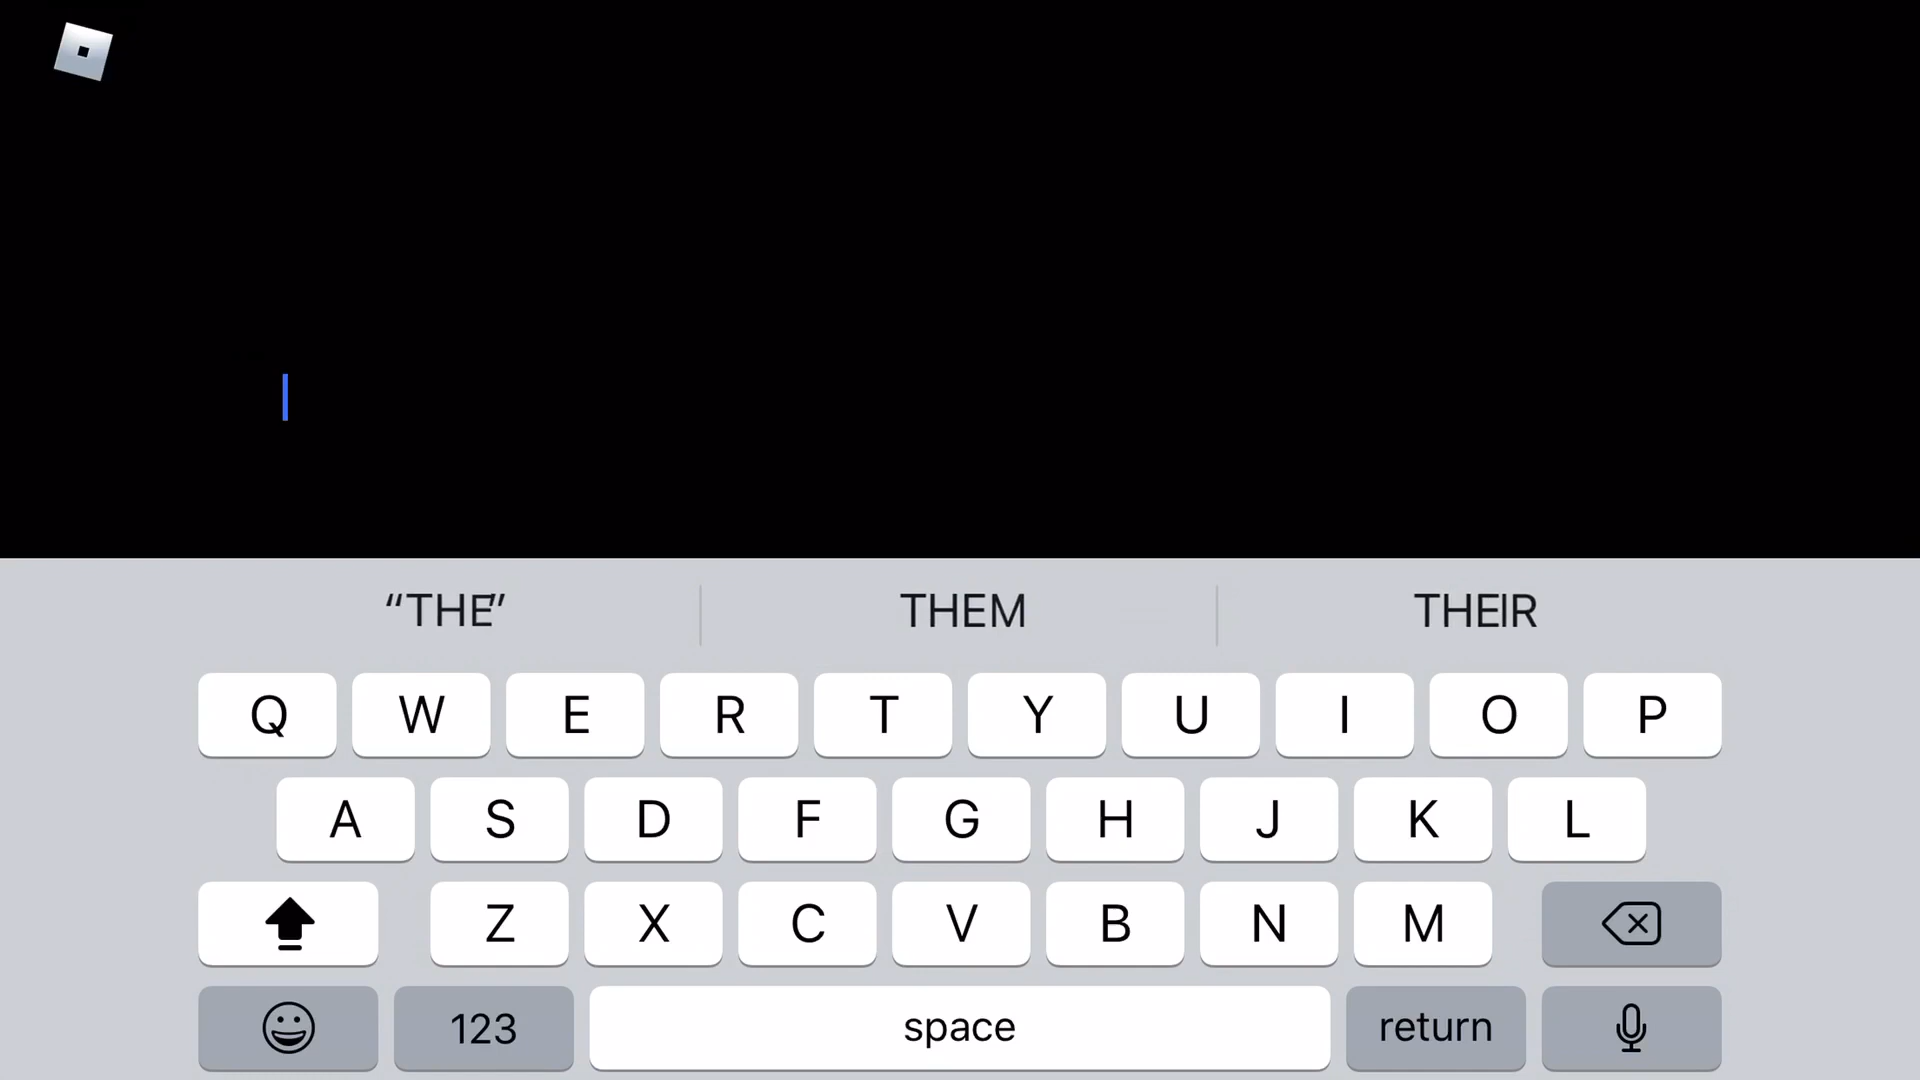 “THE” THEM THEIR
Q W E R T Y U I O P
A S D F G H J K L
Z X C V B N M
123 space return